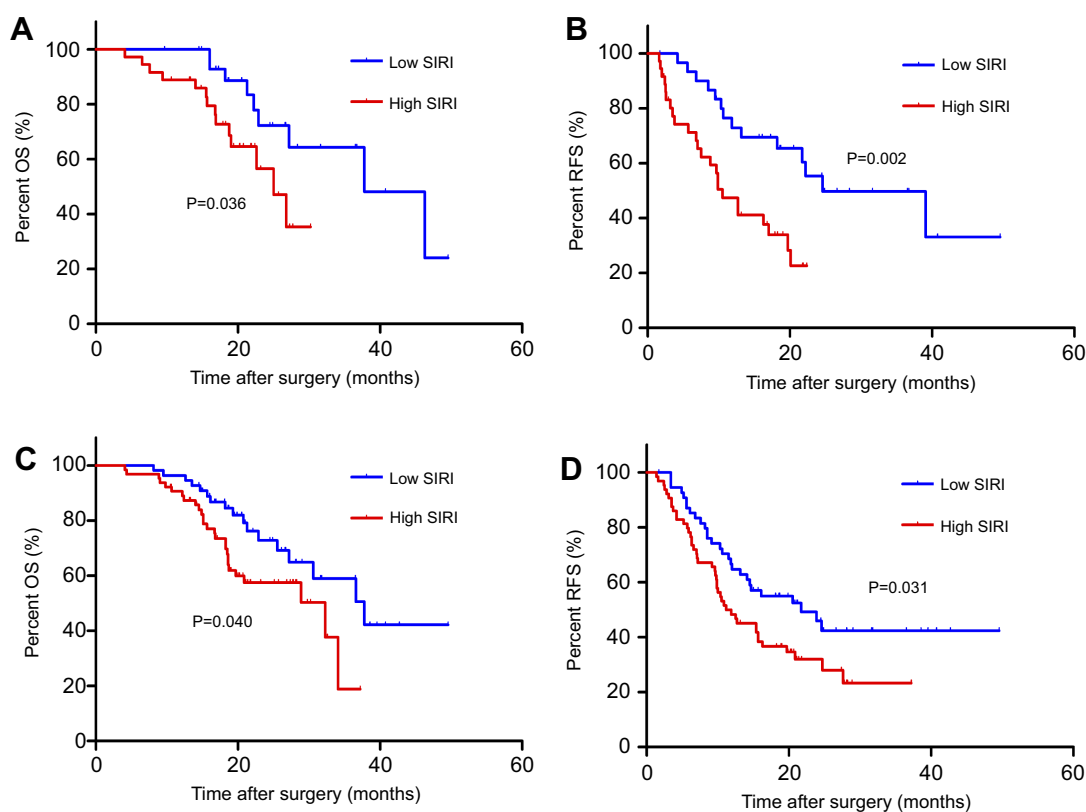 A
100
80
60
40
20
0
Percent OS (%)
Low SIRI
High SIRI
P=0.036
0 20 40 60
Time after surgery (months)
B
100
80
60
40
20
0
Percent RFS (%)
Low SIRI
High SIRI
P=0.002
0 20 40 60
Time after surgery (months)
C
100
80
60
40
20
0
Percent OS (%)
Low SIRI
High SIRI
P=0.040
0 20 40 60
Time after surgery (months)
D
100
80
60
40
20
0
Percent RFS (%)
Low SIRI
High SIRI
P=0.031
0 20 40 60
Time after surgery (months)